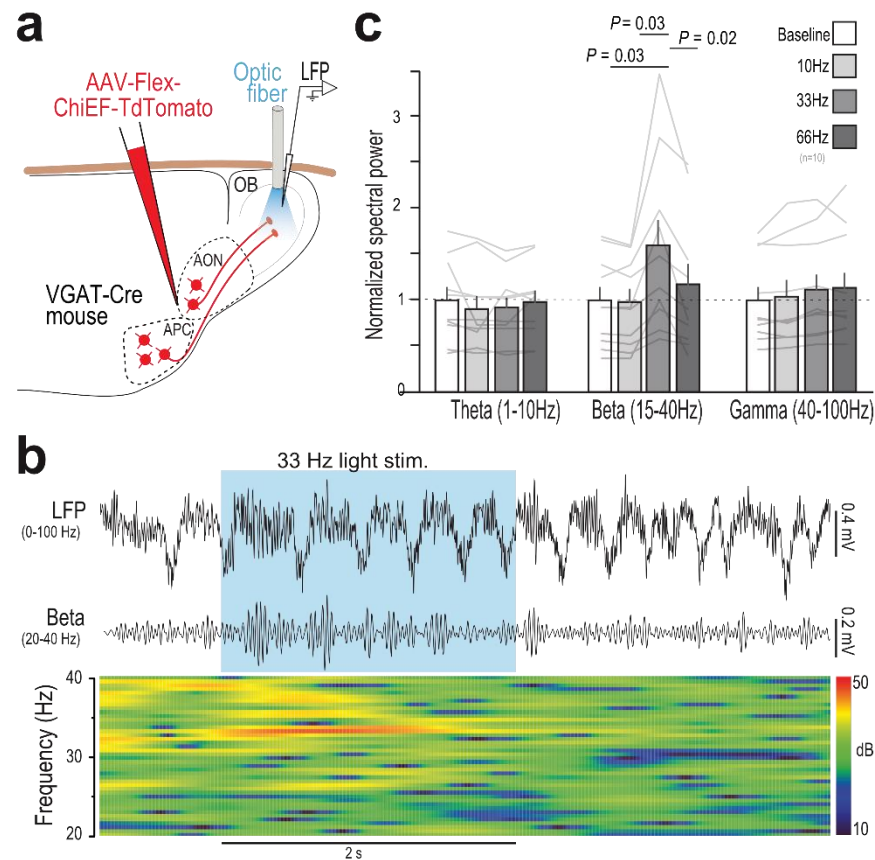 a
AAV-Flex-
ChiEF-TdTomato
Optic
fiber
LFP
OB
AON
VGAT-Cre
mouse
APC
c
P = 0.03
P = 0.03
P = 0.02
Baseline
10Hz
33Hz
66Hz
(n=10)
Normalized spectral power
3
2
1
0
Theta (1-10Hz)
Beta (15-40Hz)
Gamma (40-100Hz)
b
33 Hz light stim.
LFP
(0-100 Hz)
0.4 mV
Beta
(20-40 Hz)
0.2 mV
Frequency (Hz)
40
30
20
50
dB
10
2 s